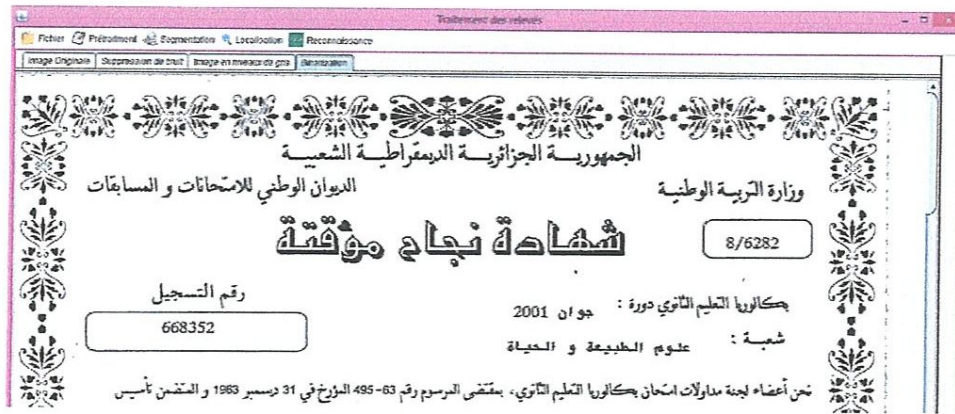 Traitement des relevés
Fichier Prétraitment Segmentation Localisation Reconnaissance
Image Originale Suppression de bruit Image en niveaux de gris Binarisation
الجمهوريـــة الجزائريـــة الديمقراطيـــة الشعبيـــة
وزارة التربيـة الوطنيـة الديوان الوطني للامتحانات و المسابقات
8/6282 شهادة نجاح مؤقتة
بكالوريا التعليم الثانوي دورة : جوان 2001 رقم التسجيل
668352
شعبـة : علوم الطبيعة و الحياة
نحن أعضاء لجنة مداولات امتحان بكالوريا التعليم الثانوي، بمقتضى المرسوم رقم 63-495 المؤرخ في 31 ديسمبر 1963 و المتضمن تأسيس